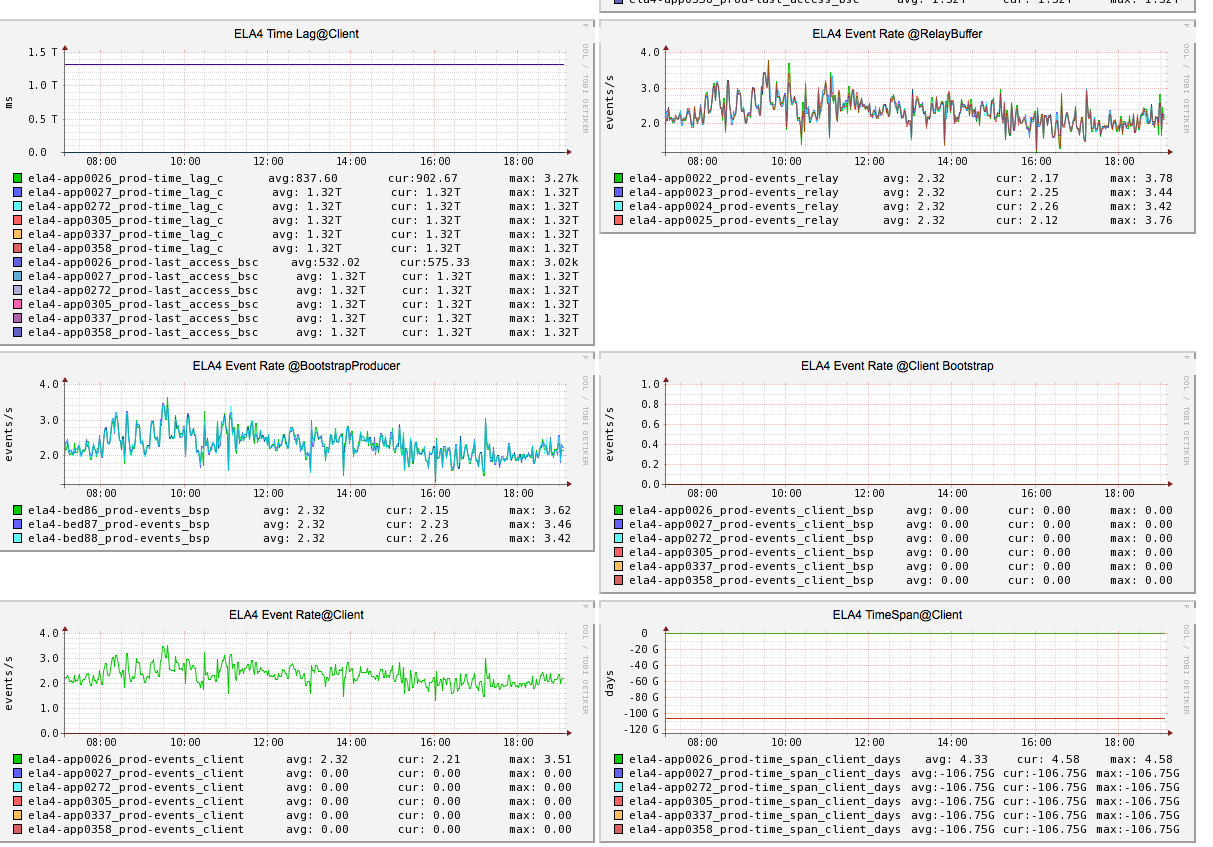 ela4-app0358_prod-last_access_bsc avg: 1.32T cur: 1.32T max: 1.32T
ELA4 Time Lag@Client
1.5 T
1.0 T
0.5 T
0.0
ms
08:00 10:00 12:00 14:00 16:00 18:00
OOL / TOBI OETIKER
ela4-app0026_prod-time_lag_c avg:837.60 cur:902.67 max: 3.27k
ela4-app0027_prod-time_lag_c avg: 1.32T cur: 1.32T max: 1.32T
ela4-app0272_prod-time_lag_c avg: 1.32T cur: 1.32T max: 1.32T
ela4-app0305_prod-time_lag_c avg: 1.32T cur: 1.32T max: 1.32T
ela4-app0337_prod-time_lag_c avg: 1.32T cur: 1.32T max: 1.32T
ela4-app0358_prod-time_lag_c avg: 1.32T cur: 1.32T max: 1.32T
ela4-app0026_prod-last_access_bsc avg:532.02 cur:575.33 max: 3.02k
ela4-app0027_prod-last_access_bsc avg: 1.32T cur: 1.32T max: 1.32T
ela4-app0272_prod-last_access_bsc avg: 1.32T cur: 1.32T max: 1.32T
ela4-app0305_prod-last_access_bsc avg: 1.32T cur: 1.32T max: 1.32T
ela4-app0337_prod-last_access_bsc avg: 1.32T cur: 1.32T max: 1.32T
ela4-app0358_prod-last_access_bsc avg: 1.32T cur: 1.32T max: 1.32T
ELA4 Event Rate @RelayBuffer
4.0
3.0
2.0
events/s
08:00 10:00 12:00 14:00 16:00 18:00
OOL / TOBI OETIKER
ela4-app0022_prod-events_relay avg: 2.32 cur: 2.17 max: 3.78
ela4-app0023_prod-events_relay avg: 2.32 cur: 2.25 max: 3.44
ela4-app0024_prod-events_relay avg: 2.32 cur: 2.26 max: 3.42
ela4-app0025_prod-events_relay avg: 2.32 cur: 2.12 max: 3.76
ELA4 Event Rate @BootstrapProducer
4.0
3.0
2.0
events/s
08:00 10:00 12:00 14:00 16:00 18:00
OOL / TOBI OETIKER
ela4-bed86_prod-events_bsp avg: 2.32 cur: 2.15 max: 3.62
ela4-bed87_prod-events_bsp avg: 2.32 cur: 2.23 max: 3.46
ela4-bed88_prod-events_bsp avg: 2.32 cur: 2.26 max: 3.42
ELA4 Event Rate @Client Bootstrap
1.0
0.8
0.6
0.4
0.2
0.0
events/s
08:00 10:00 12:00 14:00 16:00 18:00
OOL / TOBI OETIKER
ela4-app0026_prod-events_client_bsp avg: 0.00 cur: 0.00 max: 0.00
ela4-app0027_prod-events_client_bsp avg: 0.00 cur: 0.00 max: 0.00
ela4-app0272_prod-events_client_bsp avg: 0.00 cur: 0.00 max: 0.00
ela4-app0305_prod-events_client_bsp avg: 0.00 cur: 0.00 max: 0.00
ela4-app0337_prod-events_client_bsp avg: 0.00 cur: 0.00 max: 0.00
ela4-app0358_prod-events_client_bsp avg: 0.00 cur: 0.00 max: 0.00
ELA4 Event Rate@Client
4.0
3.0
2.0
1.0
0.0
events/s
08:00 10:00 12:00 14:00 16:00 18:00
OOL / TOBI OETIKER
ela4-app0026_prod-events_client avg: 2.32 cur: 2.21 max: 3.51
ela4-app0027_prod-events_client avg: 0.00 cur: 0.00 max: 0.00
ela4-app0272_prod-events_client avg: 0.00 cur: 0.00 max: 0.00
ela4-app0305_prod-events_client avg: 0.00 cur: 0.00 max: 0.00
ela4-app0337_prod-events_client avg: 0.00 cur: 0.00 max: 0.00
ela4-app0358_prod-events_client avg: 0.00 cur: 0.00 max: 0.00
ELA4 TimeSpan@Client
0
-20 G
-40 G
-60 G
-80 G
-100 G
-120 G
days
08:00 10:00 12:00 14:00 16:00 18:00
OOL / TOBI OETIKER
ela4-app0026_prod-time_span_client_days avg: 4.33 cur: 4.58 max: 4.58
ela4-app0027_prod-time_span_client_days avg:-106.75G cur:-106.75G max:-106.75G
ela4-app0272_prod-time_span_client_days avg:-106.75G cur:-106.75G max:-106.75G
ela4-app0305_prod-time_span_client_days avg:-106.75G cur:-106.75G max:-106.75G
ela4-app0337_prod-time_span_client_days avg:-106.75G cur:-106.75G max:-106.75G
ela4-app0358_prod-time_span_client_days avg:-106.75G cur:-106.75G max:-106.75G